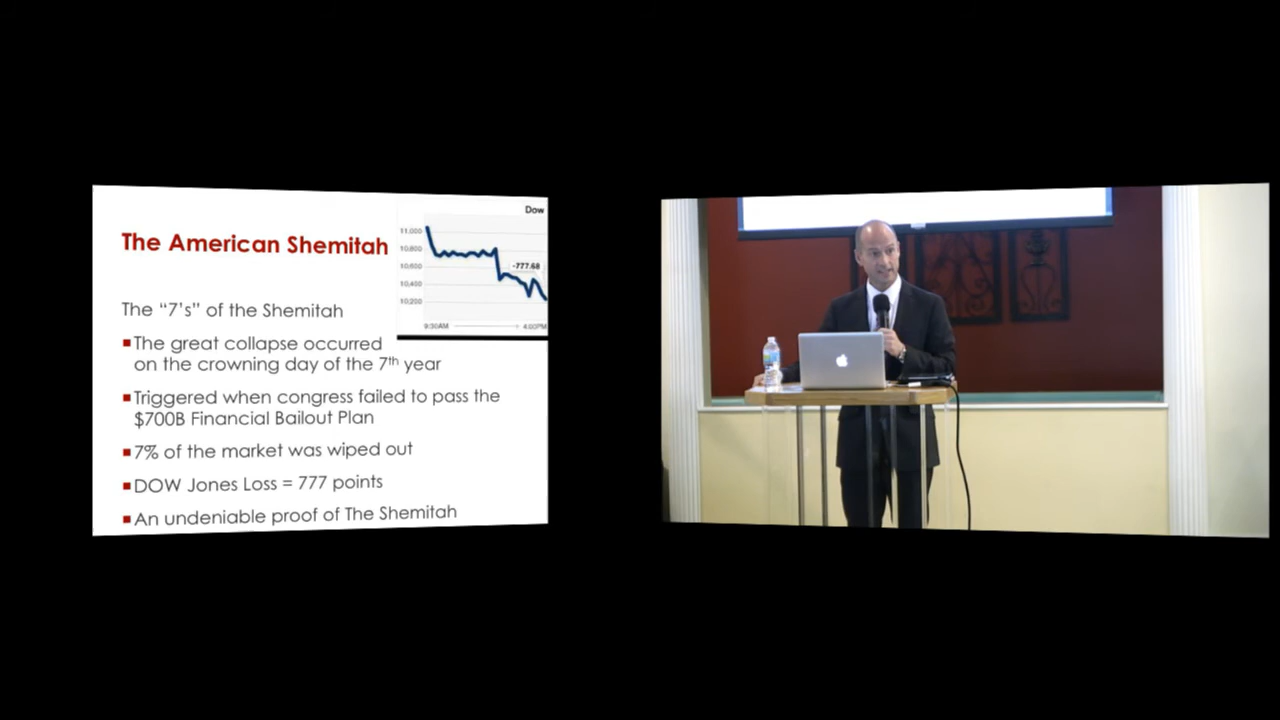 The American Shemitah
Dow
11,000
10,800
10,600
10,400
10,200
-777.68
9:30AM
4:00PM
The “7’s” of the Shemitah
▪The great collapse occurred
on the crowning day of the 7th year
▪Triggered when congress failed to pass the
$700B Financial Bailout Plan
▪7% of the market was wiped out
▪DOW Jones Loss = 777 points
▪An undeniable proof of The Shemitah